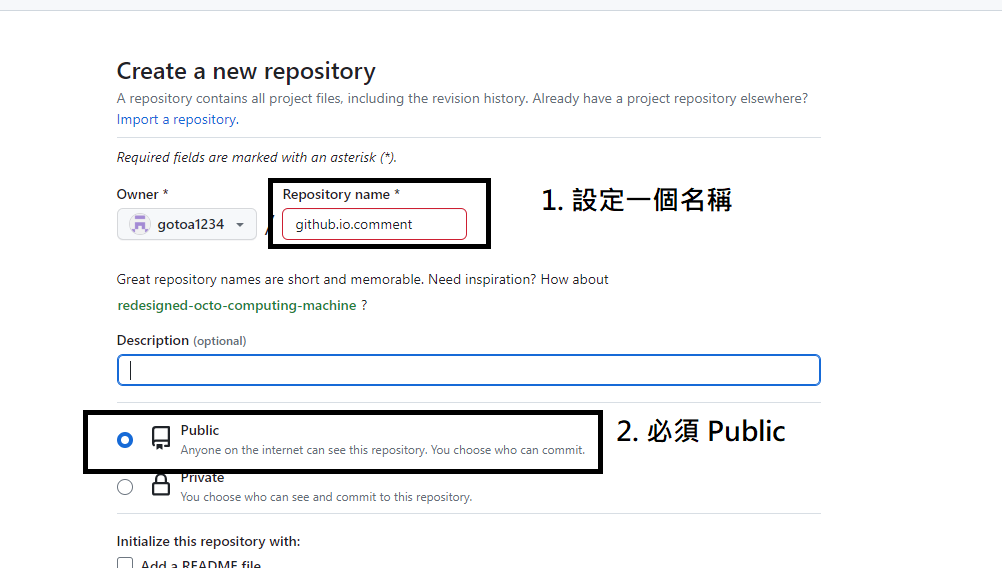 Create a new repository
A repository contains all project files, including the revision history. Already have a project repository elsewhere?
Import a repository.
Required fields are marked with an asterisk (*).
Owner *
Repository name *
1. 設定一個名稱
gotoa1234
/
github.io.comment
Great repository names are short and memorable. Need inspiration? How about
redesigned-octo-computing-machine ?
Description (optional)
Public
2. 必須 Public
Anyone on the internet can see this repository. You choose who can commit.
Private
You choose who can see and commit to this repository.
Initialize this repository with:
Add a README file